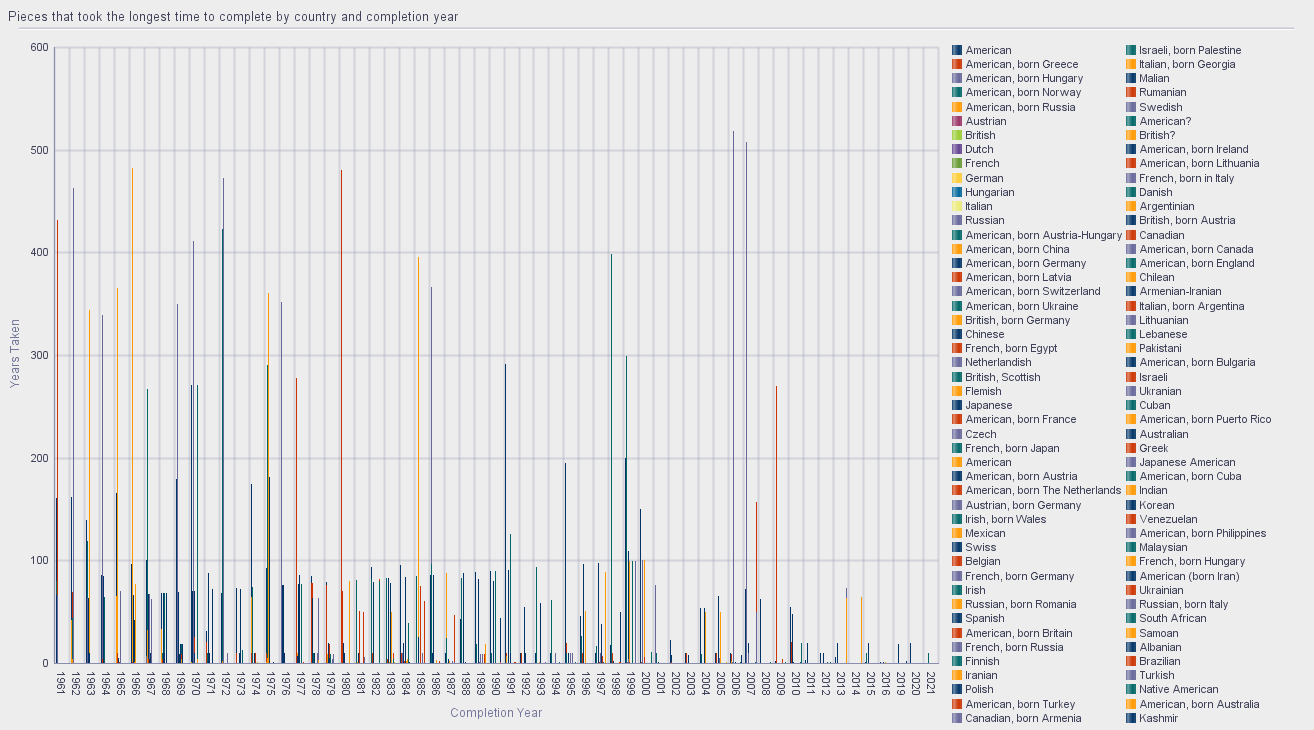 Pieces that took the longest time to complete by country and completion year
600
500
400
300
200
100
0
Years Taken
1961
1962
1963
1964
1965
1966
1967
1968
1969
1970
1971
1972
1973
1974
1975
1976
1977
1978
1979
1980
1981
1982
1983
1984
1985
1986
1987
1988
1989
1990
1991
1992
1993
1994
1995
1996
1997
1998
1999
2000
2001
2002
2003
2004
2005
2006
2007
2008
2009
2010
2011
2012
2013
2014
2015
2016
2019
2020
2021
Completion Year
American
American, born Greece
American, born Hungary
American, born Norway
American, born Russia
Austrian
British
Dutch
French
German
Hungarian
Italian
Russian
American, born Austria-Hungary
American, born China
American, born Germany
American, born Latvia
American, born Switzerland
American, born Ukraine
British, born Germany
Chinese
French, born Egypt
Netherlandish
British, Scottish
Flemish
Japanese
American, born France
Czech
French, born Japan
American
American, born Austria
American, born The Netherlands
Austrian, born Germany
Irish, born Wales
Mexican
Swiss
Belgian
French, born Germany
Irish
Russian, born Romania
Spanish
American, born Britain
French, born Russia
Finnish
Iranian
Polish
American, born Turkey
Canadian, born Armenia
Israeli, born Palestine
Italian, born Georgia
Malian
Rumanian
Swedish
American?
British?
American, born Ireland
American, born Lithuania
French, born in Italy
Danish
Argentinian
British, born Austria
Canadian
American, born Canada
American, born England
Chilean
Armenian-Iranian
Italian, born Argentina
Lithuanian
Lebanese
Pakistani
American, born Bulgaria
Israeli
Ukranian
Cuban
American, born Puerto Rico
Australian
Greek
Japanese American
American, born Cuba
Indian
Korean
Venezuelan
American, born Philippines
Malaysian
French, born Hungary
American (born Iran)
Ukrainian
Russian, born Italy
South African
Samoan
Albanian
Brazilian
Turkish
Native American
American, born Australia
Kashmir